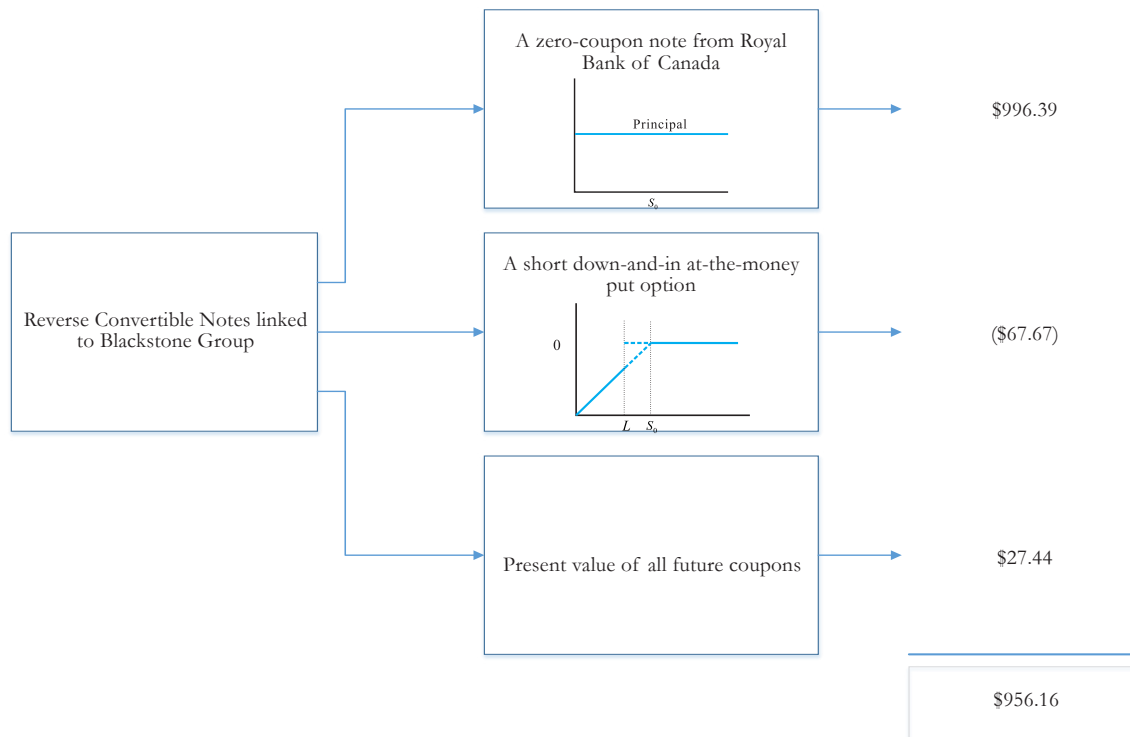 A zero-coupon note from Royal
Bank of Canada
Principal
S₀
$996.39
Reverse Convertible Notes linked
to Blackstone Group
A short down-and-in at-the-money
put option
0
L S₀
($67.67)
Present value of all future coupons
$27.44
$956.16